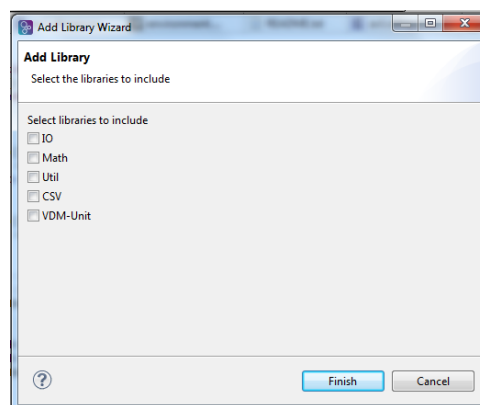 Add Library Wizard
Add Library
Select the libraries to include
Select libraries to include
IO
Math
Util
CSV
VDM-Unit
?
Finish Cancel